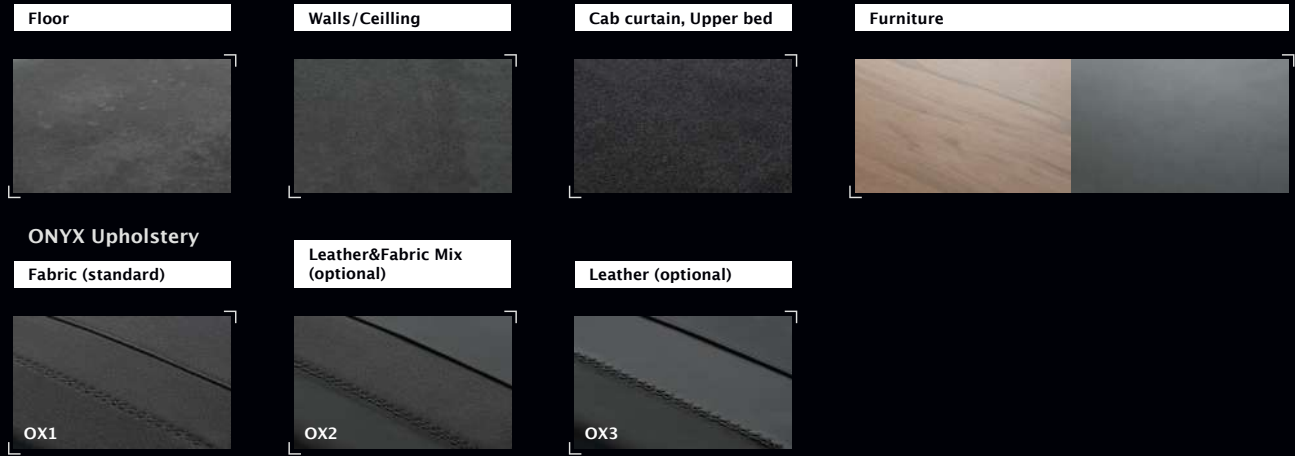 Floor
Walls/Ceilling
Cab curtain, Upper bed
Furniture
ONYX Upholstery
Fabric (standard)
Leather&Fabric Mix
(optional)
Leather (optional)
OX1
OX2
OX3